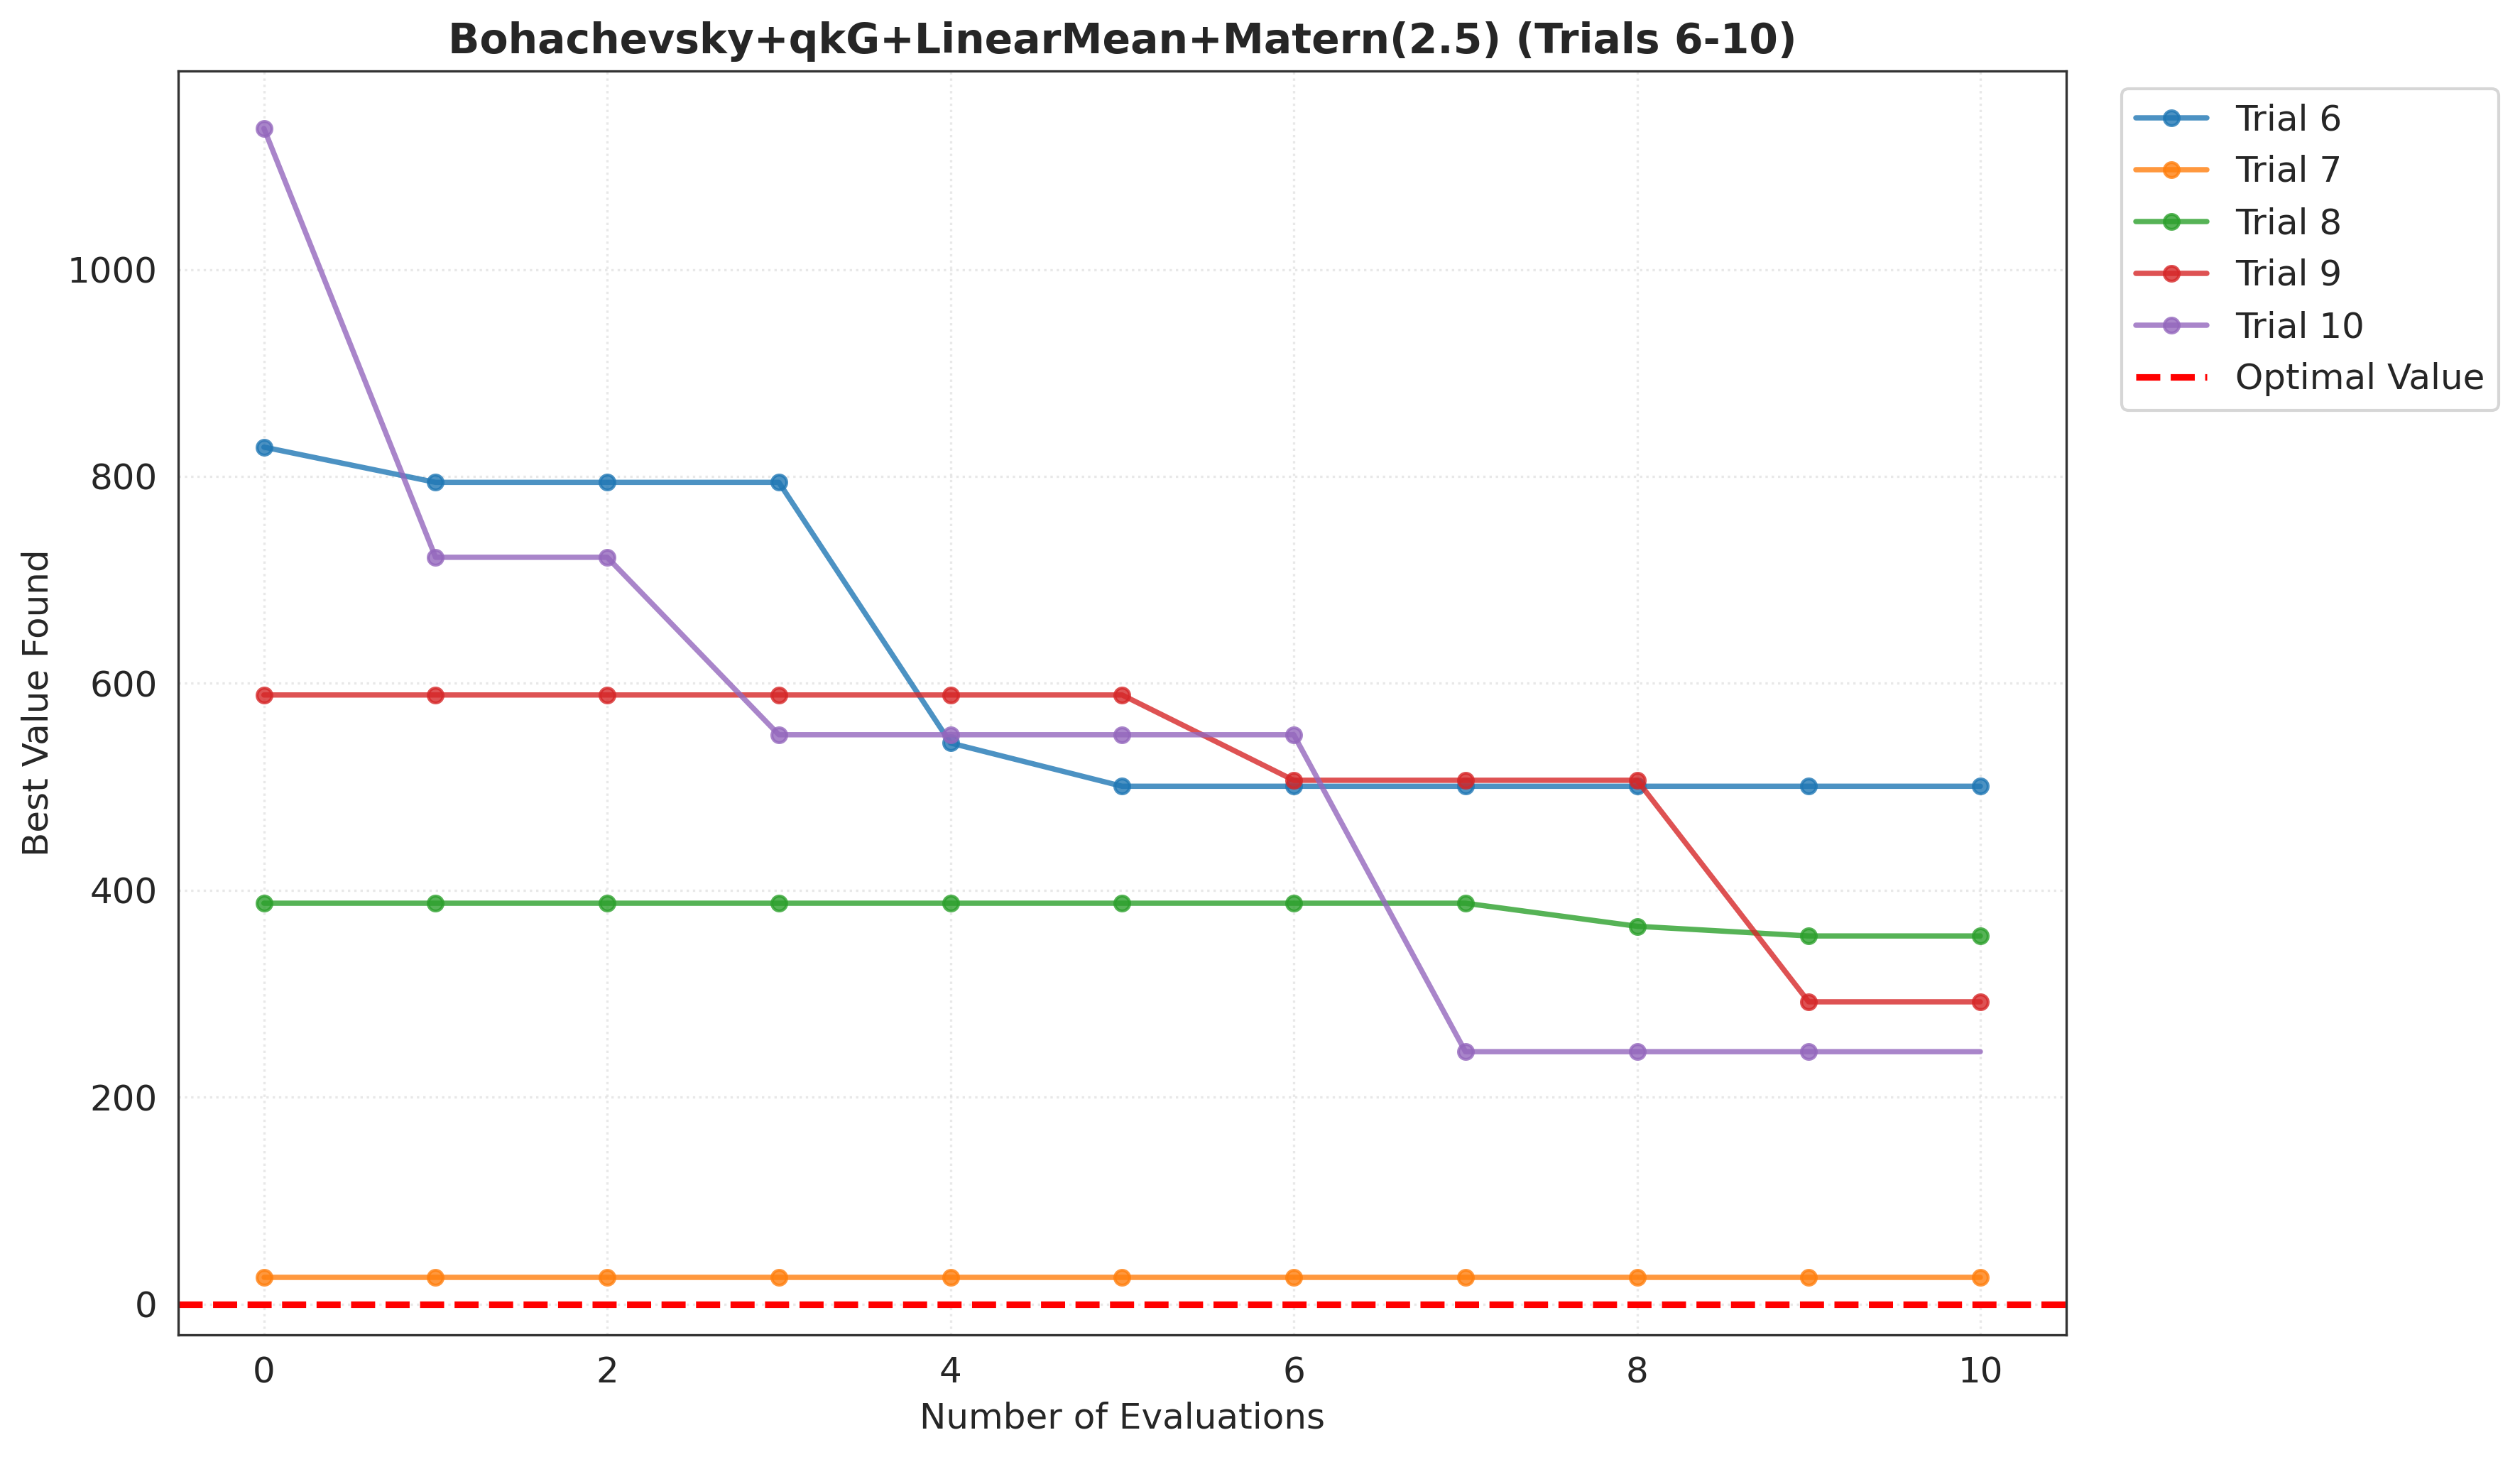 Bohachevsky+qkG+LinearMean+Matern(2.5) (Trials 6-10)
Trial 6
Trial 7
Trial 8
Trial 9
Trial 10
Optimal Value
Best Value Found
1000
800
600
400
200
0
0 2 4 6 8 10
Number of Evaluations